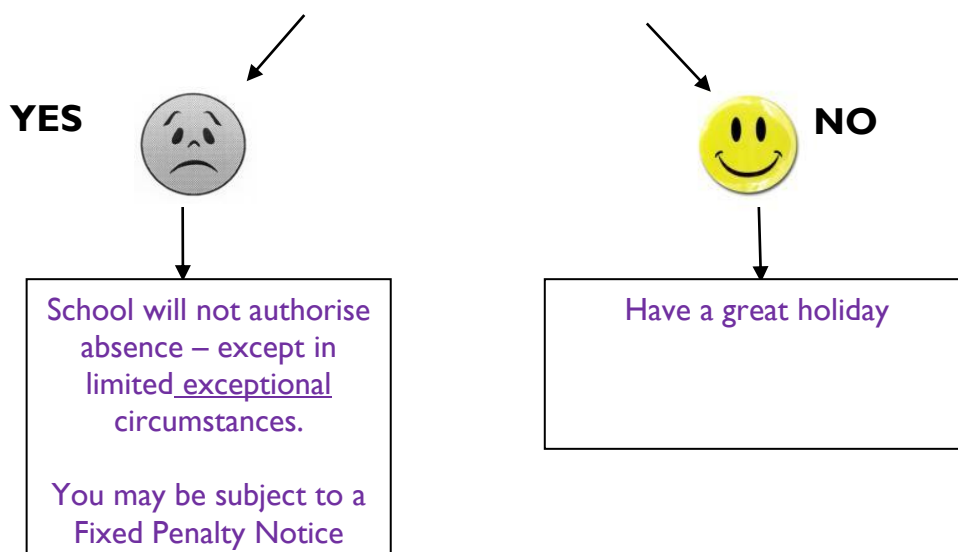 YES
NO
School will not authorise
absence – except in
limited exceptional
circumstances.
You may be subject to a
Fixed Penalty Notice
Have a great holiday